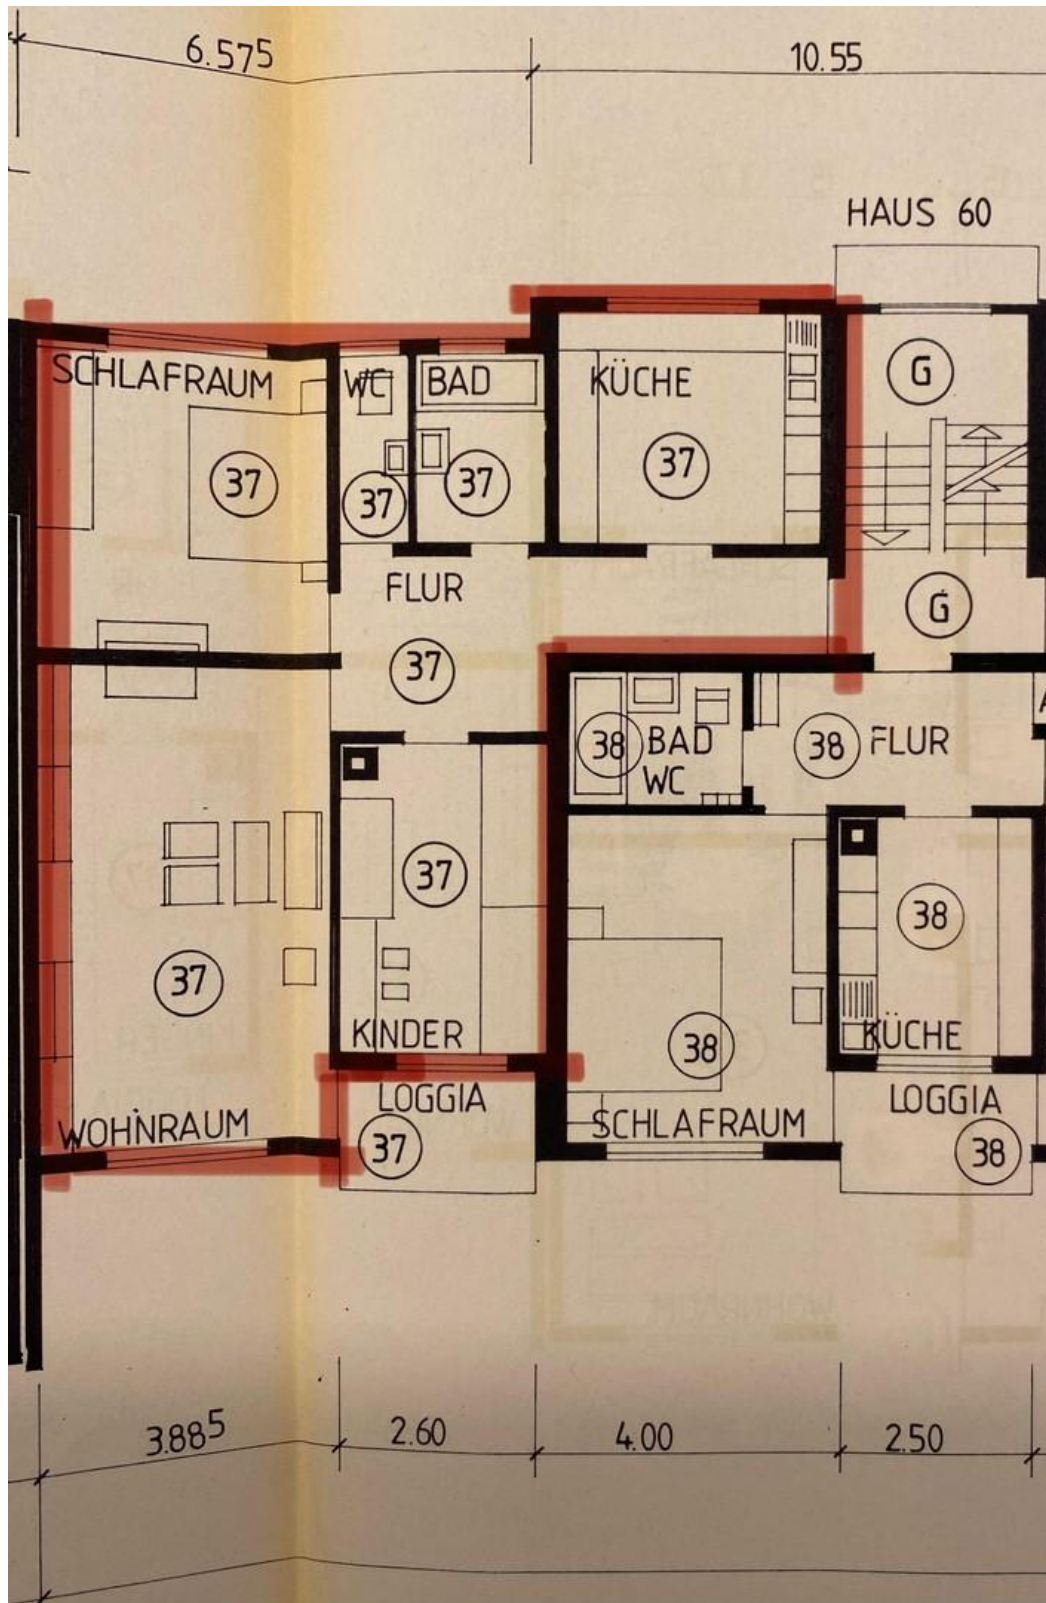 6.575
10.55
HAUS 60
SCHLAFRAUM
WC
BAD
KÜCHE
G
37
37
37
37
FLUR
G
37
38
BAD
WC
38
FLUR
37
38
37
KINDER
38
KÜCHE
WOHNRAUM
LOGGIA
37
SCHLAFRAUM
LOGGIA
38
3.885
2.60
4.00
2.50